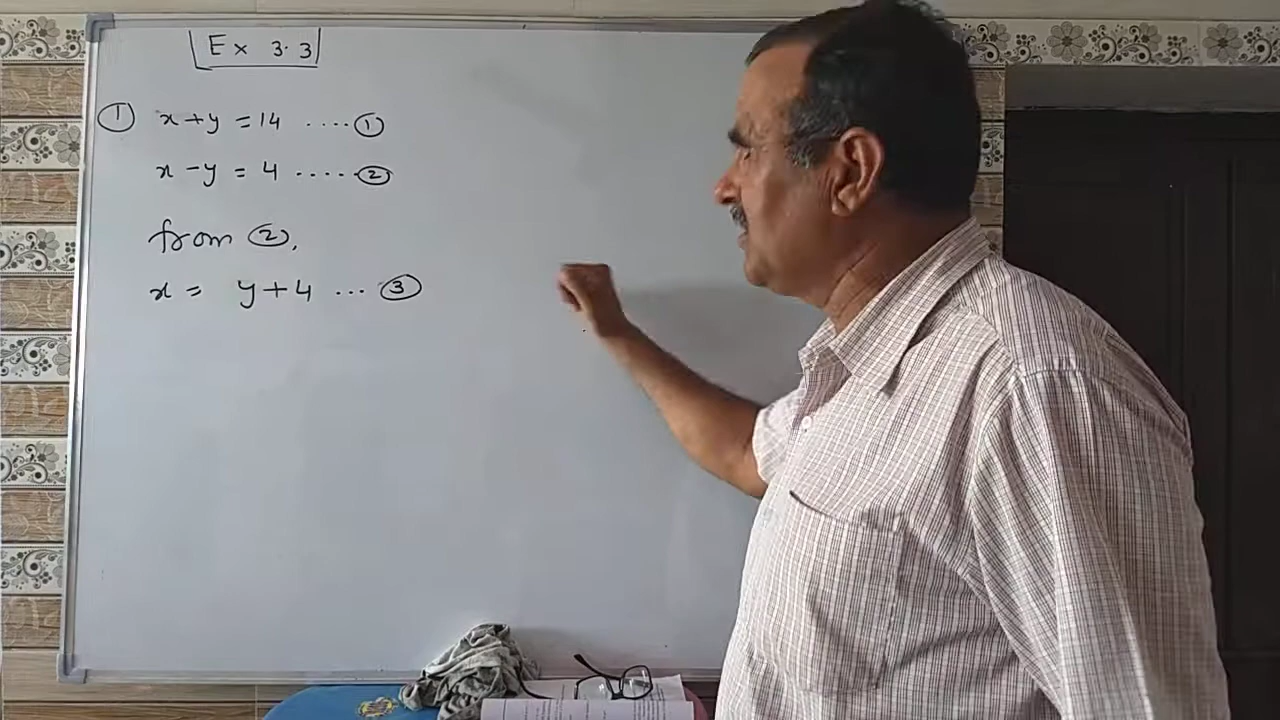 Ex 3.3
① x+y=14 ....①
x-y = 4 .....②
from ②,
x= y+4 ...③